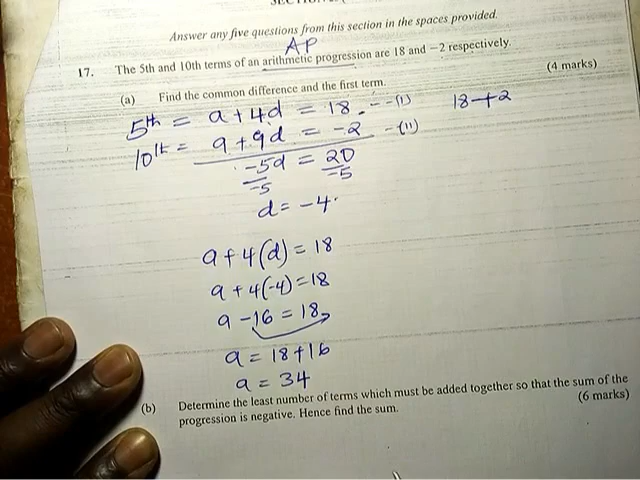 Answer any five questions from this section in the spaces provided.
AP
17. The 5th and 10th terms of an arithmetic progression are 18 and −2 respectively.
(a) Find the common difference and the first term. (4 marks)
5th = a + 4d = 18. --- (1) 18 - + 2
10th = a + 9d = -2 - (11)
-5d = 20
-5 -5
d = -4.
a + 4(d) = 18
a + 4(-4) = 18
a - 16 = 18
a = 18 + 16
a = 34
(b) Determine the least number of terms which must be added together so that the sum of the
progression is negative. Hence find the sum. (6 marks)